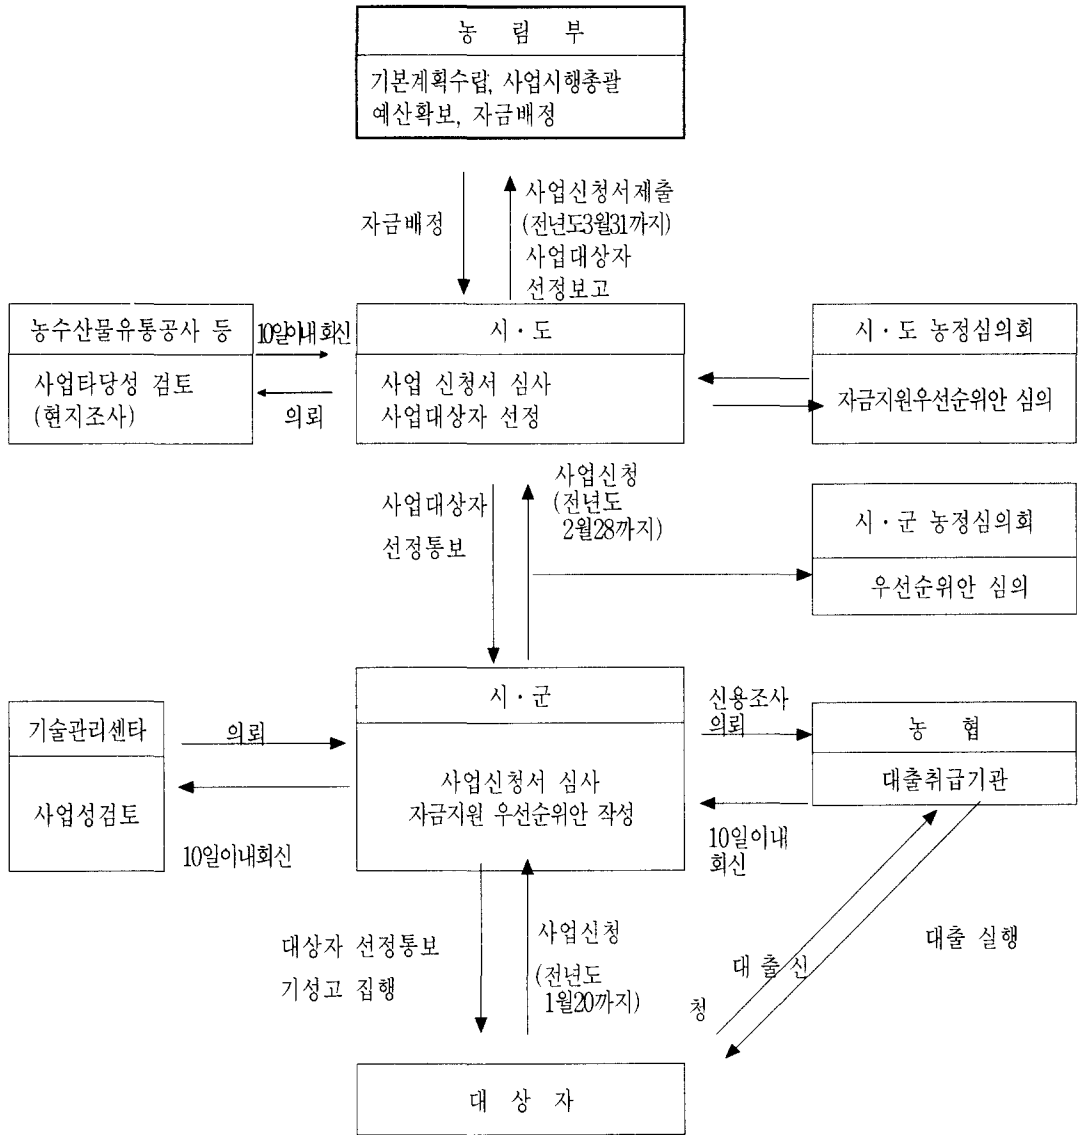 농 림 부
기본계획수립, 사업시행총괄
예산확보, 자금배정
자금배정
사업신청서제출
(전년도3월31까지)
사업대상자
선정보고
농수산물유통공사 등
사업타당성 검토
(현지조사)
10일이내회신
의뢰
시·도
사업 신청서 심사
사업대상자 선정
시·도 농정심의회
자금지원우선순위안 심의
사업대상자
선정통보
사업신청
(전년도
2월28까지)
시·군 농정심의회
우선순위안 심의
기술관리센타
사업성검토
의뢰
10일이내회신
시·군
사업신청서 심사
자금지원 우선순위안 작성
신용조사
의뢰
10일이내
회신
농 협
대출취급기관
대상자 선정통보
기성고 집행
사업신청
(전년도
1월20까지)
대 출 신
청
대출 실행
대 상 자